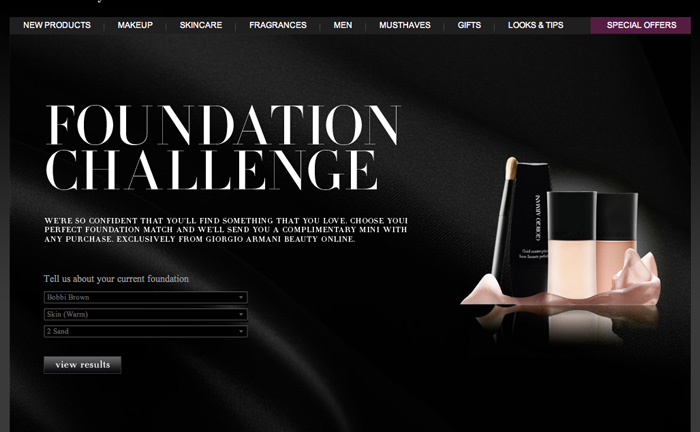 NEW PRODUCTS MAKEUP SKINCARE FRAGRANCES MEN MUSTHAVES GIFTS LOOKS & TIPS SPECIAL OFFERS
FOUNDATION
CHALLENGE
WE'RE SO CONFIDENT THAT YOU'LL FIND SOMETHING THAT YOU LOVE. CHOOSE YOUI
PERFECT FOUNDATION MATCH AND WE'LL SEND YOU A COMPLIMENTARY MINI WITH
ANY PURCHASE. EXCLUSIVELY FROM GIORGIO ARMANI BEAUTY ONLINE.
Tell us about your current foundation
Bobbi Brown
Skin (Warm)
2 Sand
view results
GIORGIO ARMANI